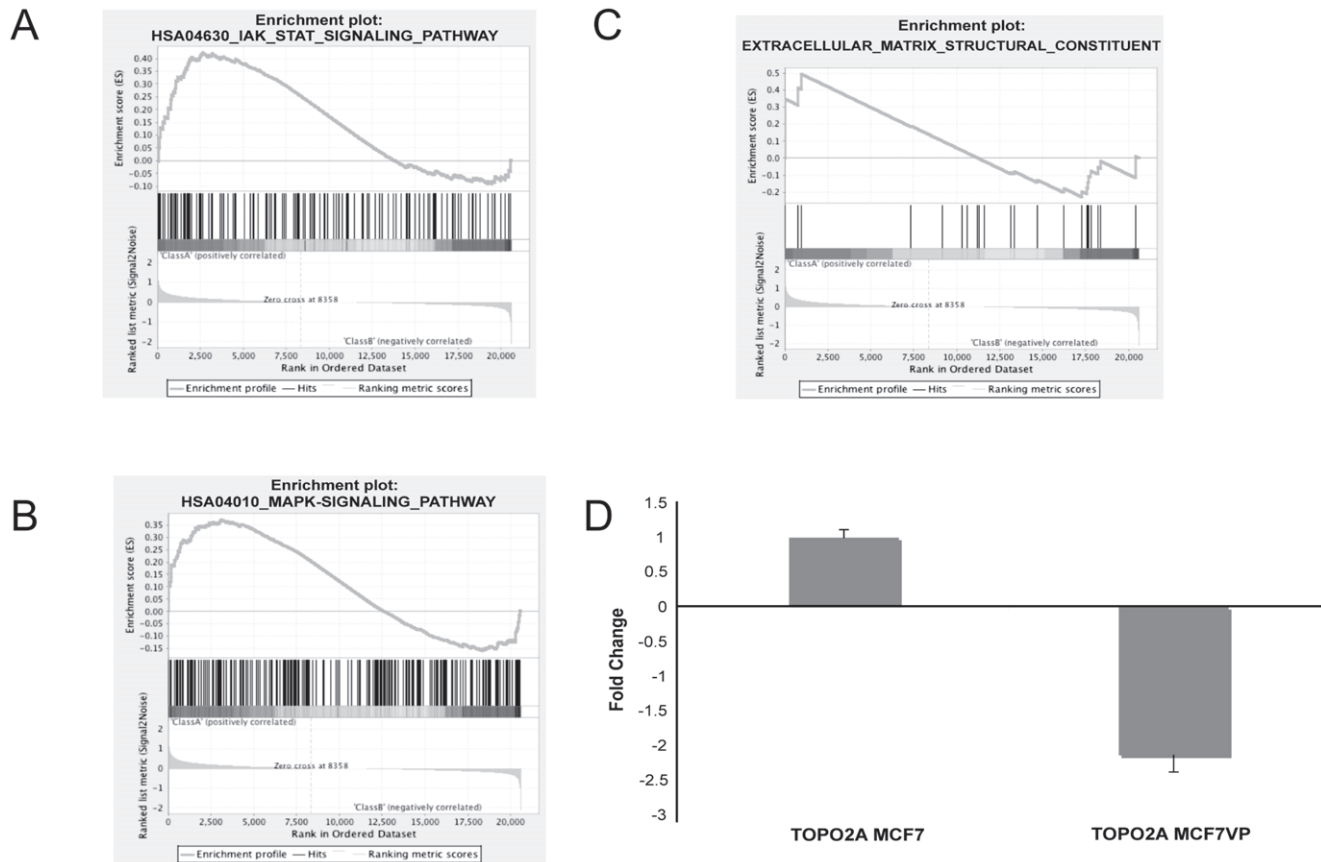 A
Enrichment plot:
HSA04630_IAK_STAT_SIGNALING_PATHWAY
Enrichment score (ES)
0.40
0.35
0.30
0.25
0.20
0.15
0.10
0.05
0.00
-0.05
-0.10
Ranked list metric (Signal2Noise)
'ClassA' (positively correlated)
2
1
0
-1
-2
Zero cross at 8358
'ClassB' (negatively correlated)
0 2,500 5,000 7,500 10,000 12,500 15,000 17,500 20,000
Rank in Ordered Dataset
Enrichment profile Hits Ranking metric scores
C
Enrichment plot:
EXTRACELLULAR_MATRIX_STRUCTURAL_CONSTITUENT
Enrichment score (ES)
0.5
0.4
0.3
0.2
0.1
0.0
-0.1
-0.2
Ranked list metric (Signal2Noise)
'ClassA' (positively correlated)
2
1
0
-1
-2
Zero cross at 8358
'ClassB' (negatively correlated)
0 2,500 5,000 7,500 10,000 12,500 15,000 17,500 20,000
Rank in Ordered Dataset
Enrichment profile Hits Ranking metric scores
B
Enrichment plot:
HSA04010_MAPK-SIGNALING_PATHWAY
Enrichment score (ES)
0.35
0.30
0.25
0.20
0.15
0.10
0.05
0.00
-0.05
-0.10
-0.15
Ranked list metric (Signal2Noise)
'ClassA' (positively correlated)
2
1
0
-1
-2
Zero cross at 8358
'ClassB' (negatively correlated)
0 2,500 5,000 7,500 10,000 12,500 15,000 17,500 20,000
Rank in Ordered Dataset
Enrichment profile Hits Ranking metric scores
D
Fold Change
1.5
1
0.5
0
-0.5
-1
-1.5
-2
-2.5
-3
TOPO2A MCF7 TOPO2A MCF7VP